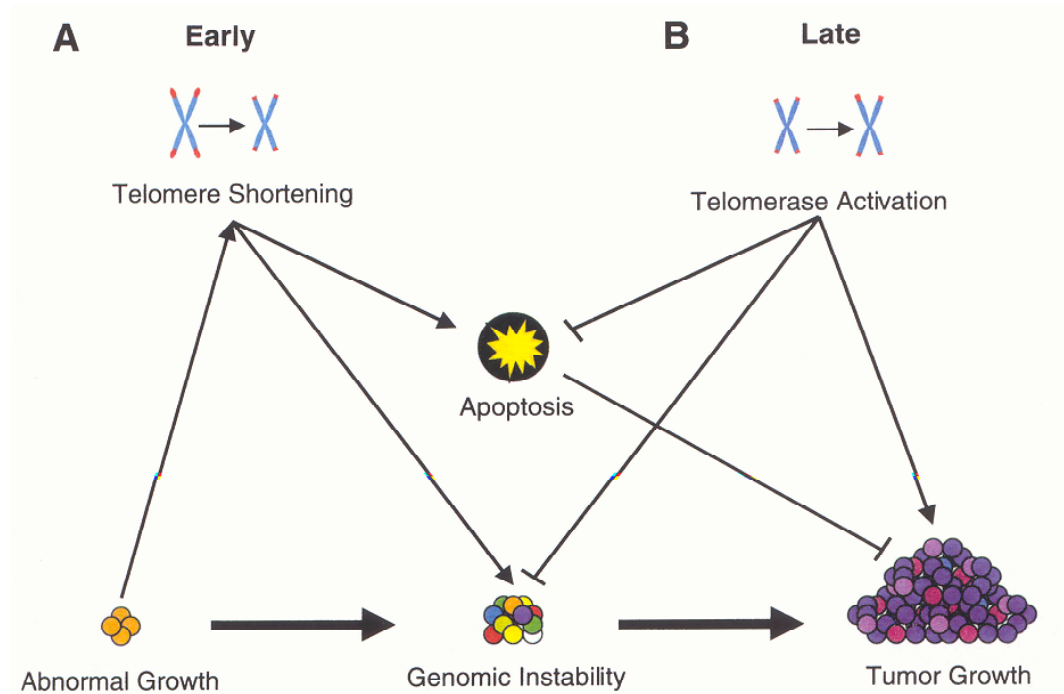 A Early
B Late
Telomere Shortening
Telomerase Activation
Apoptosis
Abnormal Growth
Genomic Instability
Tumor Growth